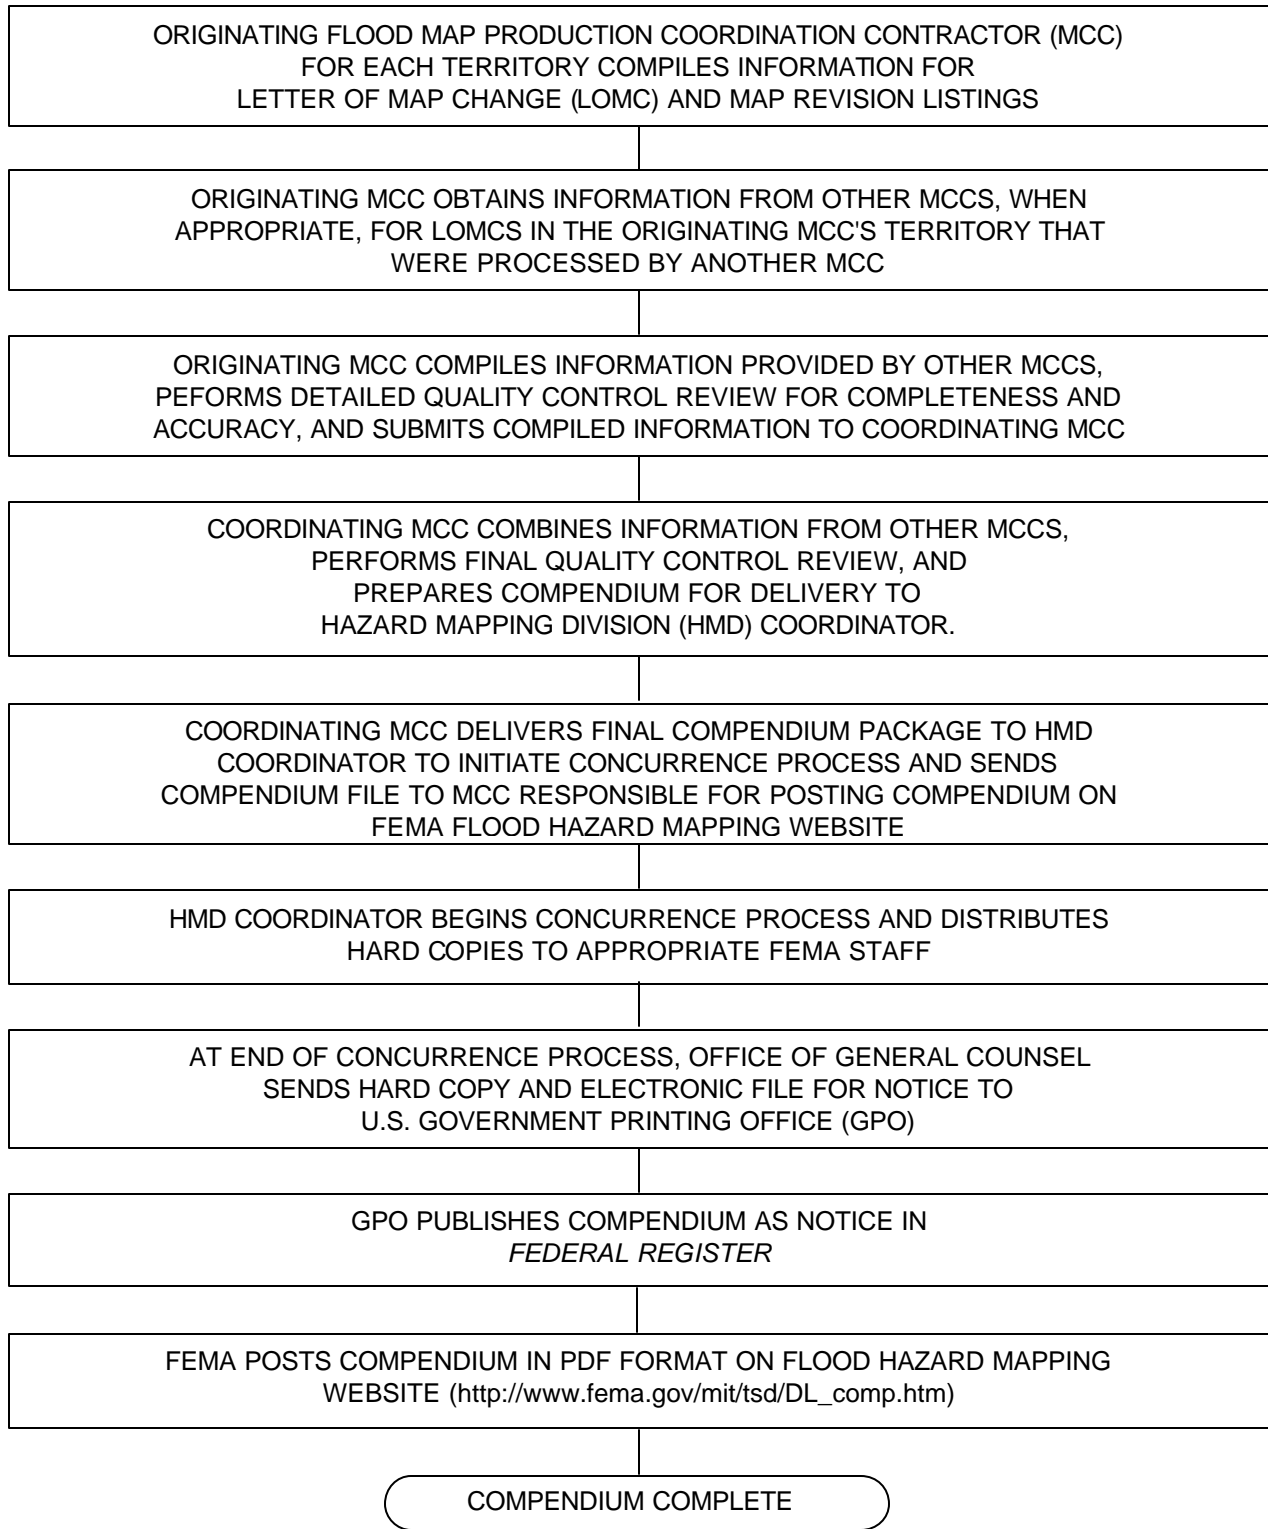 ORIGINATING FLOOD MAP PRODUCTION COORDINATION CONTRACTOR (MCC)
FOR EACH TERRITORY COMPILES INFORMATION FOR
LETTER OF MAP CHANGE (LOMC) AND MAP REVISION LISTINGS
ORIGINATING MCC OBTAINS INFORMATION FROM OTHER MCCS, WHEN
APPROPRIATE, FOR LOMCS IN THE ORIGINATING MCC'S TERRITORY THAT
WERE PROCESSED BY ANOTHER MCC
ORIGINATING MCC COMPILES INFORMATION PROVIDED BY OTHER MCCS,
PEFORMS DETAILED QUALITY CONTROL REVIEW FOR COMPLETENESS AND
ACCURACY, AND SUBMITS COMPILED INFORMATION TO COORDINATING MCC
COORDINATING MCC COMBINES INFORMATION FROM OTHER MCCS,
PERFORMS FINAL QUALITY CONTROL REVIEW, AND
PREPARES COMPENDIUM FOR DELIVERY TO
HAZARD MAPPING DIVISION (HMD) COORDINATOR.
COORDINATING MCC DELIVERS FINAL COMPENDIUM PACKAGE TO HMD
COORDINATOR TO INITIATE CONCURRENCE PROCESS AND SENDS
COMPENDIUM FILE TO MCC RESPONSIBLE FOR POSTING COMPENDIUM ON
FEMA FLOOD HAZARD MAPPING WEBSITE
HMD COORDINATOR BEGINS CONCURRENCE PROCESS AND DISTRIBUTES
HARD COPIES TO APPROPRIATE FEMA STAFF
AT END OF CONCURRENCE PROCESS, OFFICE OF GENERAL COUNSEL
SENDS HARD COPY AND ELECTRONIC FILE FOR NOTICE TO
U.S. GOVERNMENT PRINTING OFFICE (GPO)
GPO PUBLISHES COMPENDIUM AS NOTICE IN
FEDERAL REGISTER
FEMA POSTS COMPENDIUM IN PDF FORMAT ON FLOOD HAZARD MAPPING
WEBSITE (http://www.fema.gov/mit/tsd/DL_comp.htm)
COMPENDIUM COMPLETE